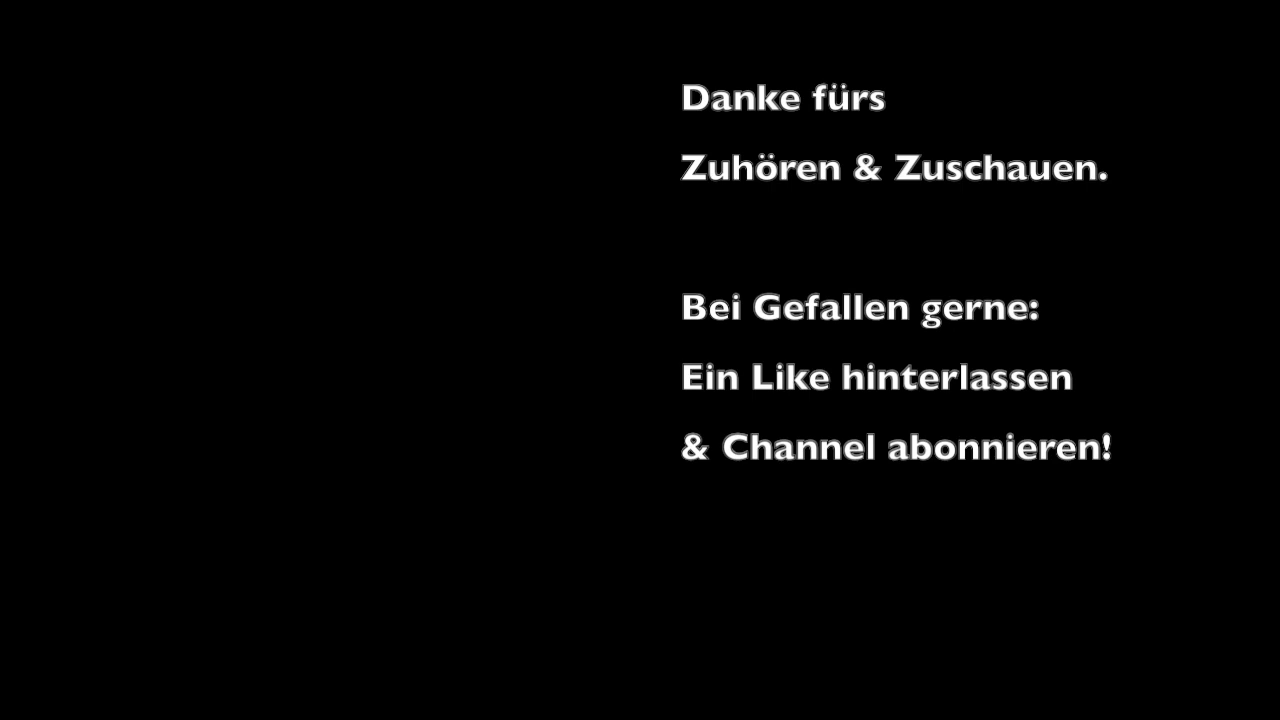 Danke fürs
Zuhören & Zuschauen.
Bei Gefallen gerne:
Ein Like hinterlassen
& Channel abonnieren!